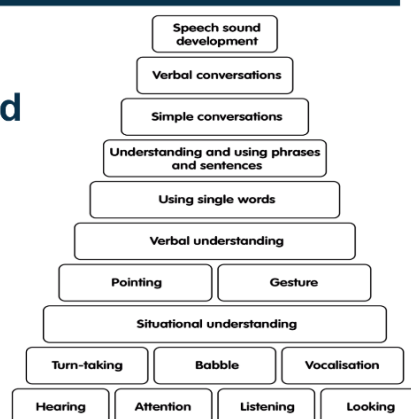 Speech sound
development
Verbal conversations
d
Simple conversations
Understanding and using phrases
and sentences
Using single words
Verbal understanding
Pointing Gesture
Situational understanding
Turn-taking Babble Vocalisation
Hearing Attention Listening Looking